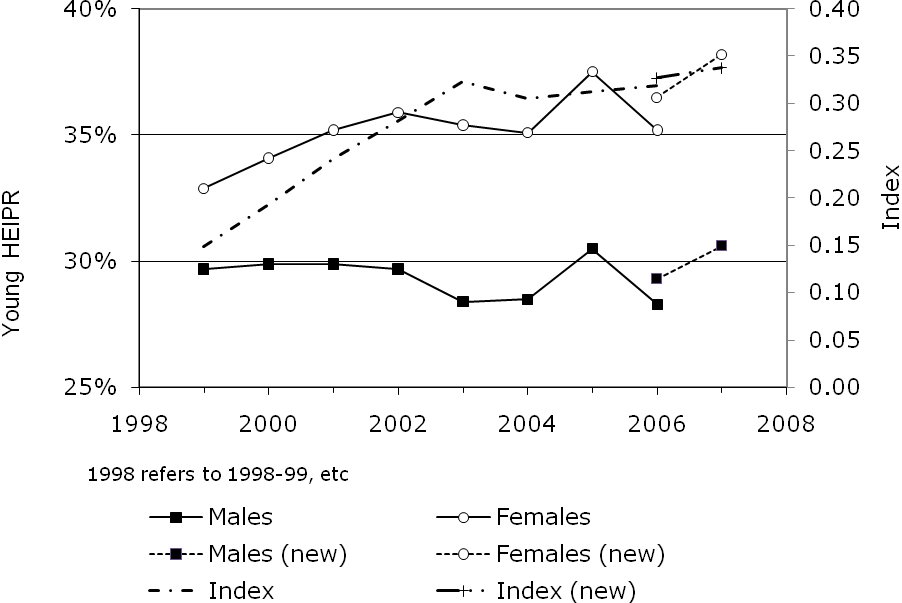 40%
35%
30%
25%
Young HEIPR
0.40
0.35
0.30
0.25
0.20
0.15
0.10
0.05
0.00
Index
1998 2000 2002 2004 2006 2008
1998 refers to 1998-99, etc
Males Females
Males (new) Females (new)
Index Index (new)